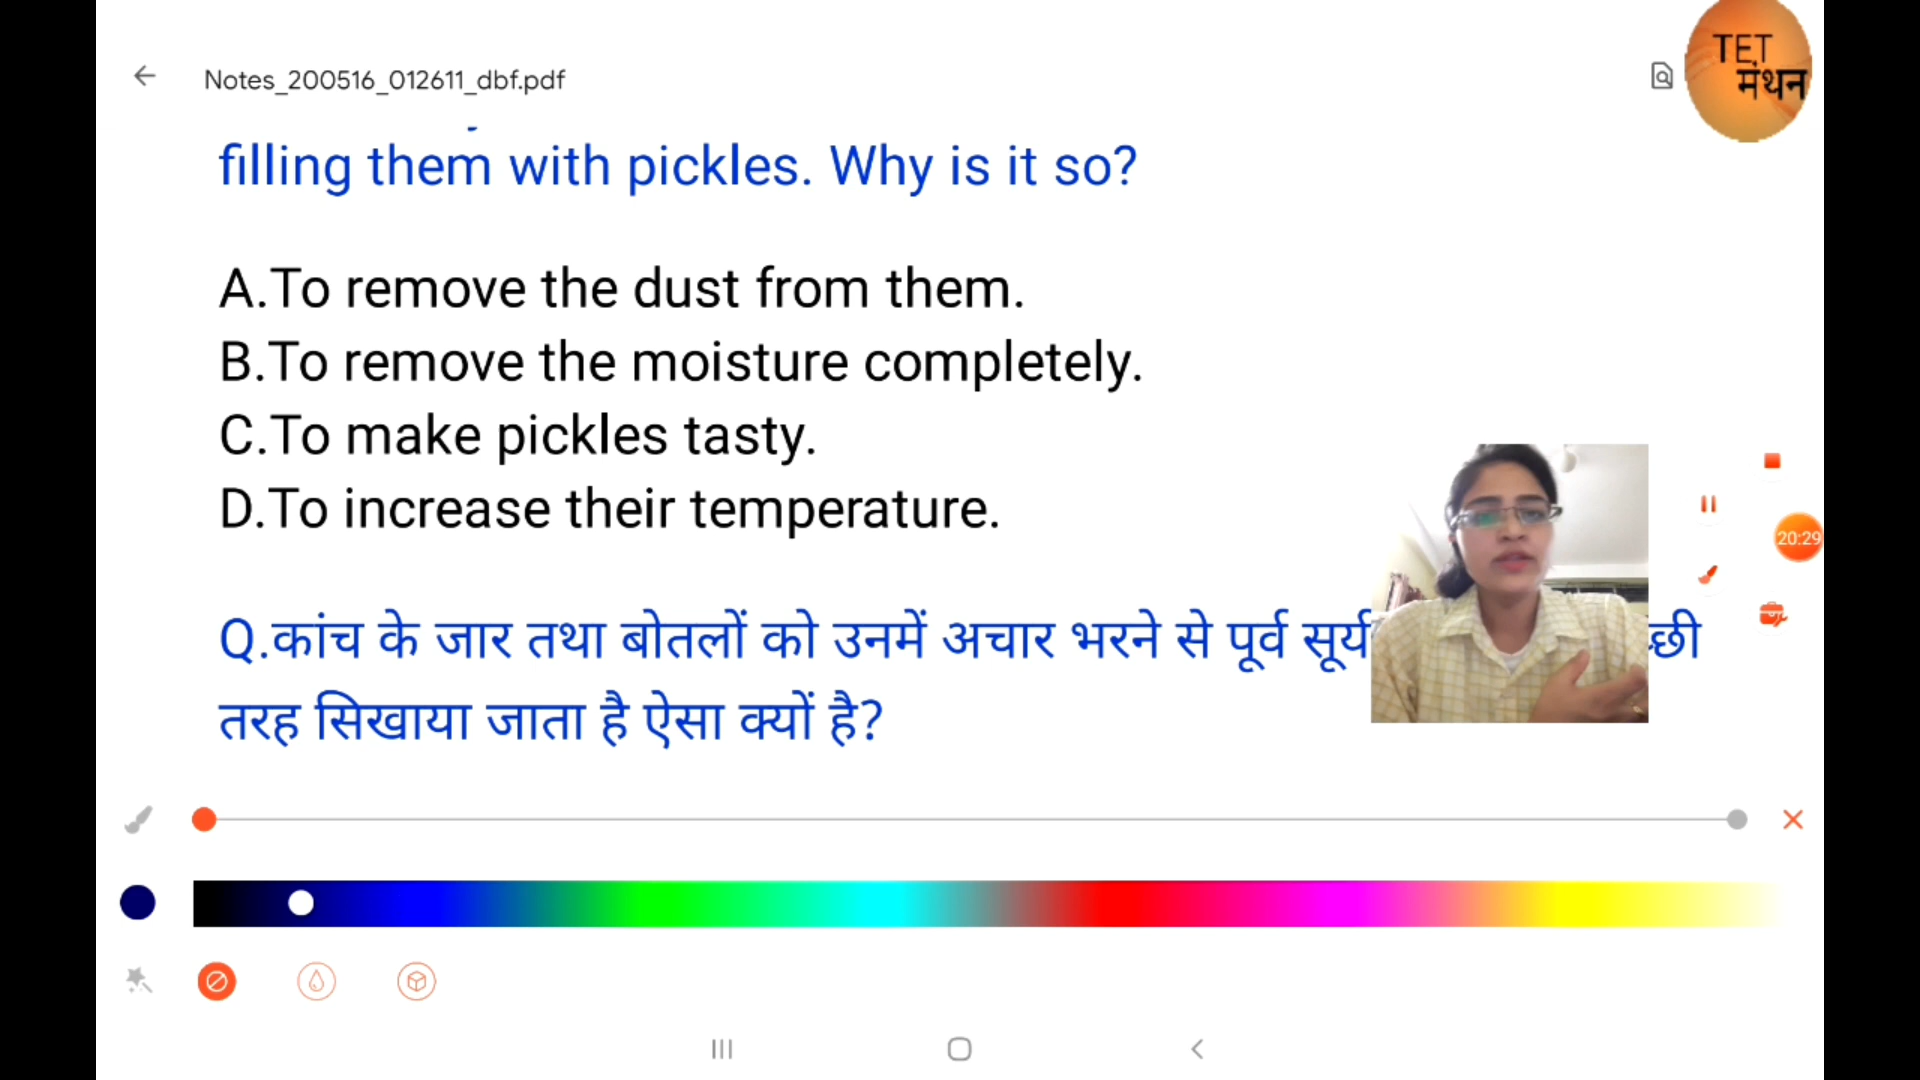 TET
मंथन
Notes_200516_012611_dbf.pdf
filling them with pickles. Why is it so?
A.To remove the dust from them.
B.To remove the moisture completely.
C.To make pickles tasty.
D.To increase their temperature.
20:29
Q.कांच के जार तथा बोतलों को उनमें अचार भरने से पूर्व सूर्य
तरह सिखाया जाता है ऐसा क्यों है?